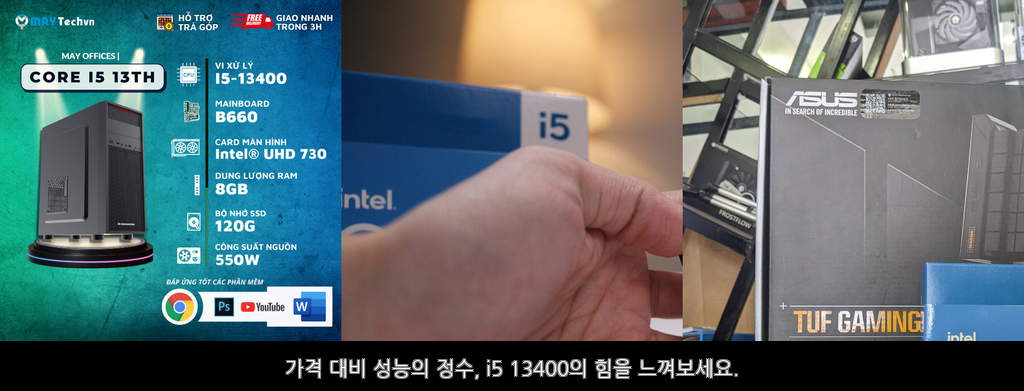 MAY Techvn
HỖ TRỢ
TRẢ GÓP
FREE
DELIVERY
GIAO NHANH
TRONG 3H
MAY OFFICES |
CORE I5 13TH
CPU
VI XỬ LÝ
I5-13400
MAINBOARD
B660
CARD MÀN HÌNH
Intel® UHD 730
DUNG LƯỢNG RAM
8GB
BỘ NHỚ SSD
120G
CÔNG SUẤT NGUỒN
550W
ĐÁP ỨNG TỐT CÁC PHẦN MỀM
Ps
YouTube
W
i5
intel.
ASUS
IN SEARCH OF INCREDIBLE
FROSTFLOW
TUF GAMING
intel
가격 대비 성능의 정수, i5 13400의 힘을 느껴보세요.